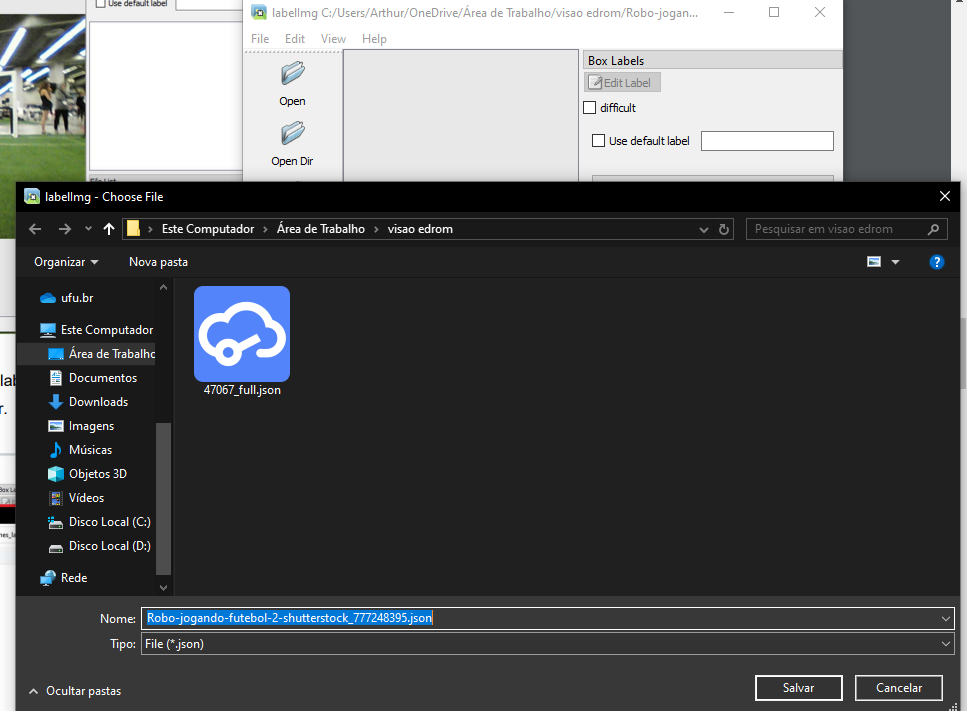 Use default label
labelImg C:/Users/Arthur/OneDrive/Área de Trabalho/visao edrom/Robo-jogan...
File Edit View Help
Open
Open Dir
Box Labels
Edit Label
difficult
Use default label
File List
labelImg - Choose File
Este Computador > Área de Trabalho > visao edrom
Pesquisar em visao edrom
Organizar
Nova pasta
ufu.br
Este Computador
Área de Trabalho
Documentos
Downloads
Imagens
Músicas
Objetos 3D
Vídeos
Disco Local (C:)
Disco Local (D:)
Rede
47067_full.json
Nome: Robo-jogando-futebol-2-shutterstock_777248395.json
Tipo: File (*.json)
Ocultar pastas
Salvar
Cancelar